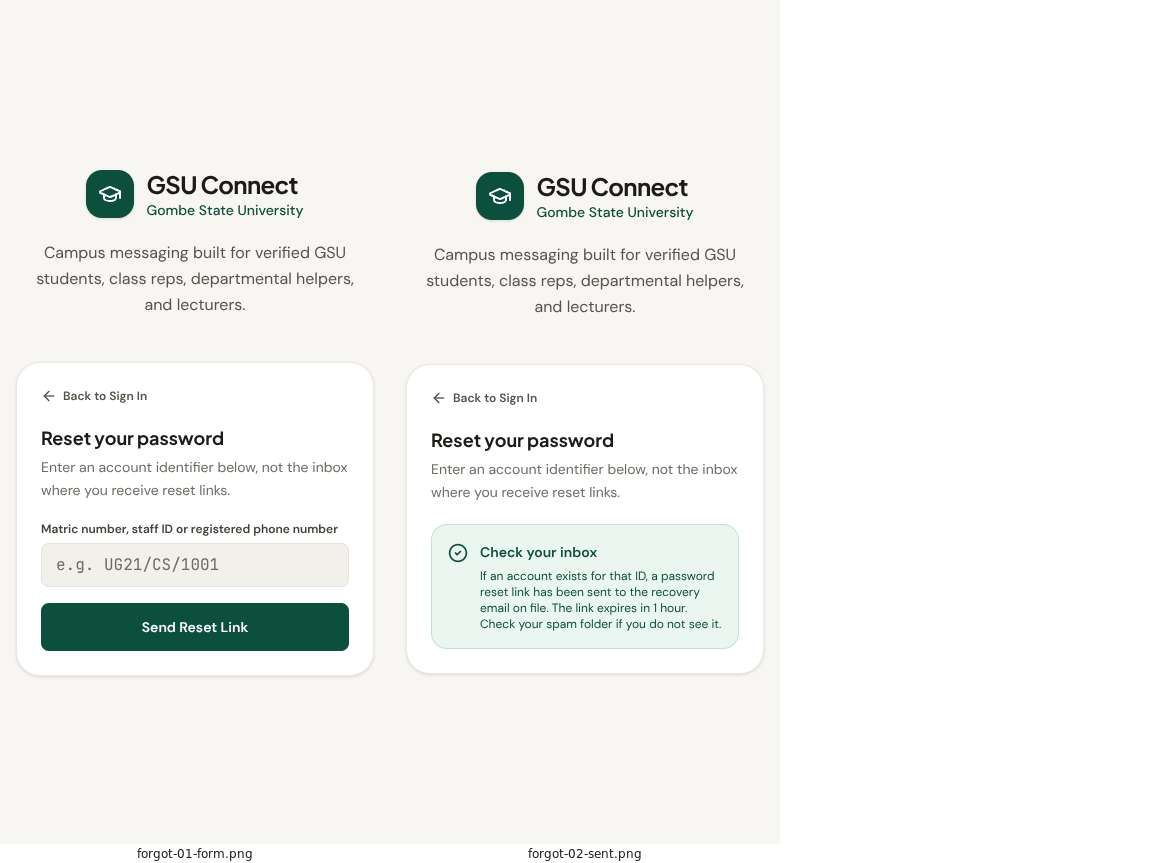 GSU Connect
Gombe State University
Campus messaging built for verified GSU
students, class reps, departmental helpers,
and lecturers.
Back to Sign In
Reset your password
Enter an account identifier below, not the inbox
where you receive reset links.
Matric number, staff ID or registered phone number
e.g. UG21/CS/1001
Send Reset Link
forgot-01-form.png
GSU Connect
Gombe State University
Campus messaging built for verified GSU
students, class reps, departmental helpers,
and lecturers.
Back to Sign In
Reset your password
Enter an account identifier below, not the inbox
where you receive reset links.
Check your inbox
If an account exists for that ID, a password
reset link has been sent to the recovery
email on file. The link expires in 1 hour.
Check your spam folder if you do not see it.
forgot-02-sent.png